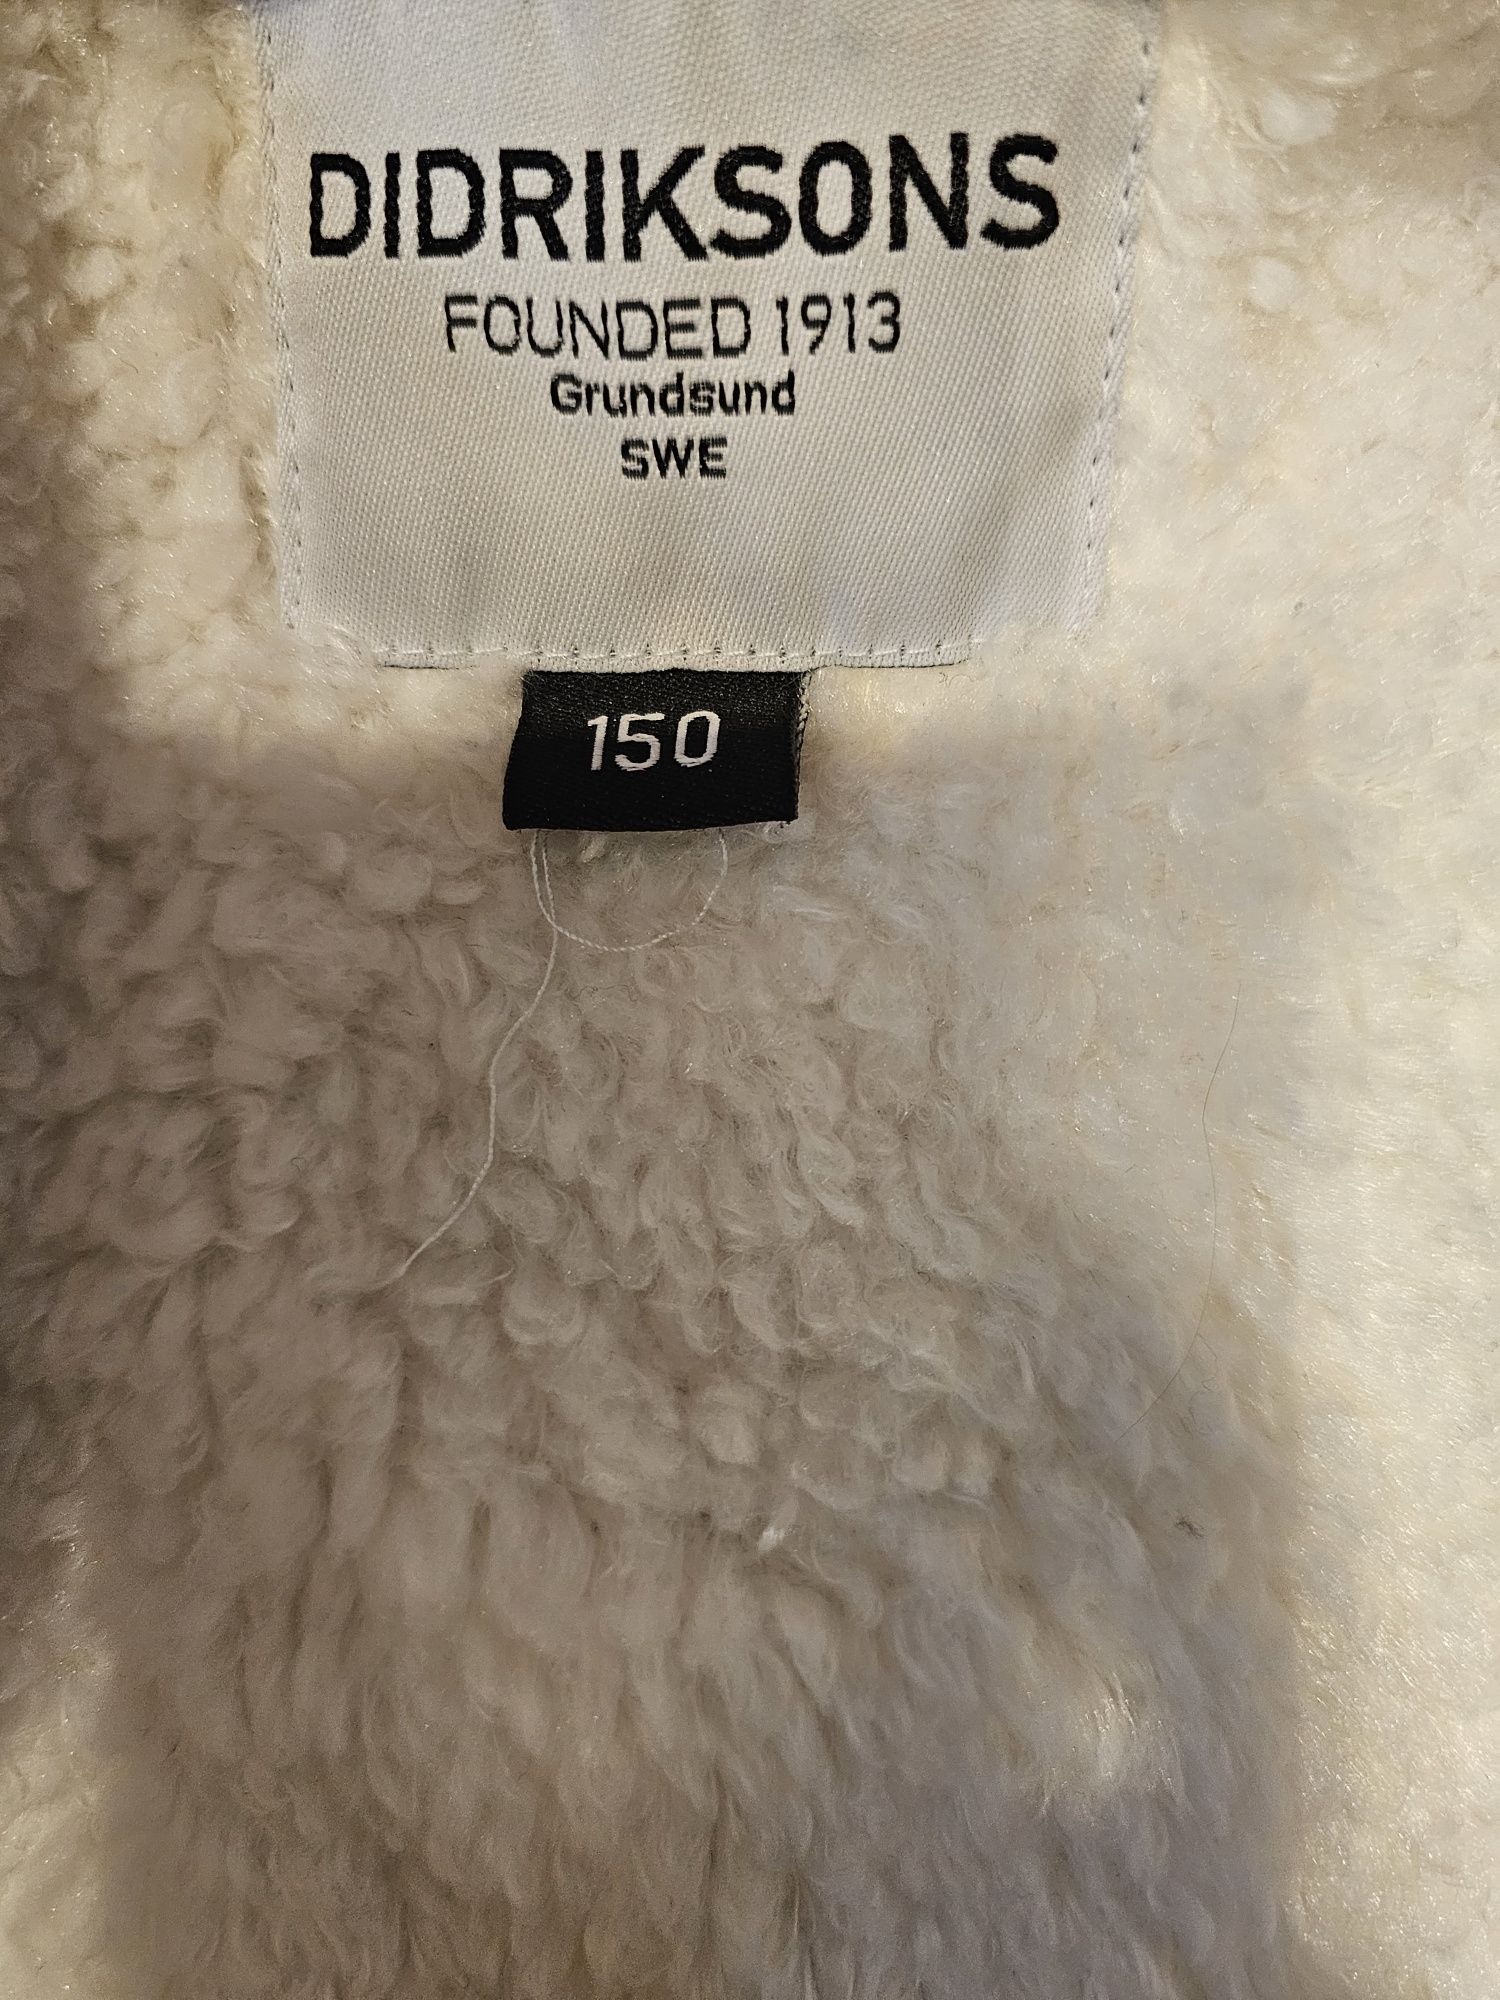 DIDRIKSONS
FOUNDED 1913
Grundsund
SWE
150